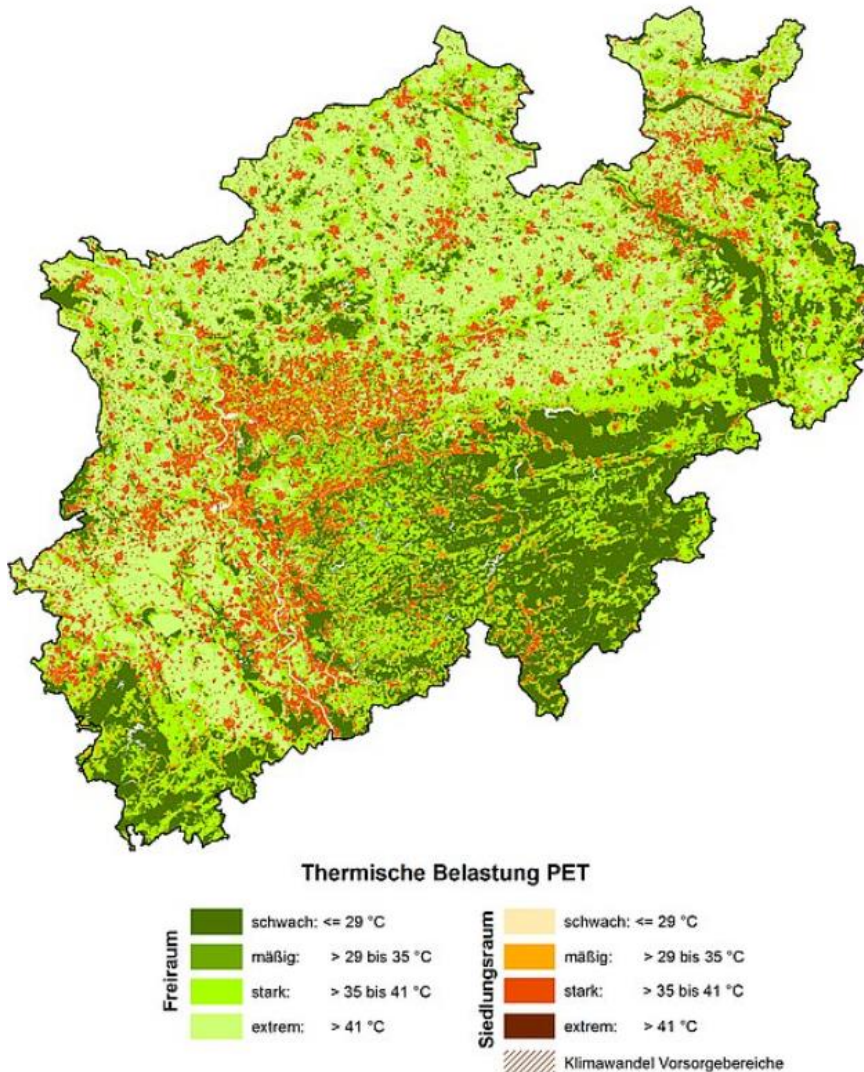 Thermische Belastung PET
Freiraum
schwach: <= 29 °C
mäßig: > 29 bis 35 °C
stark: > 35 bis 41 °C
extrem: > 41 °C
Siedlungsraum
schwach: <= 29 °C
mäßig: > 29 bis 35 °C
stark: > 35 bis 41 °C
extrem: > 41 °C
Klimawandel Vorsorgebereiche